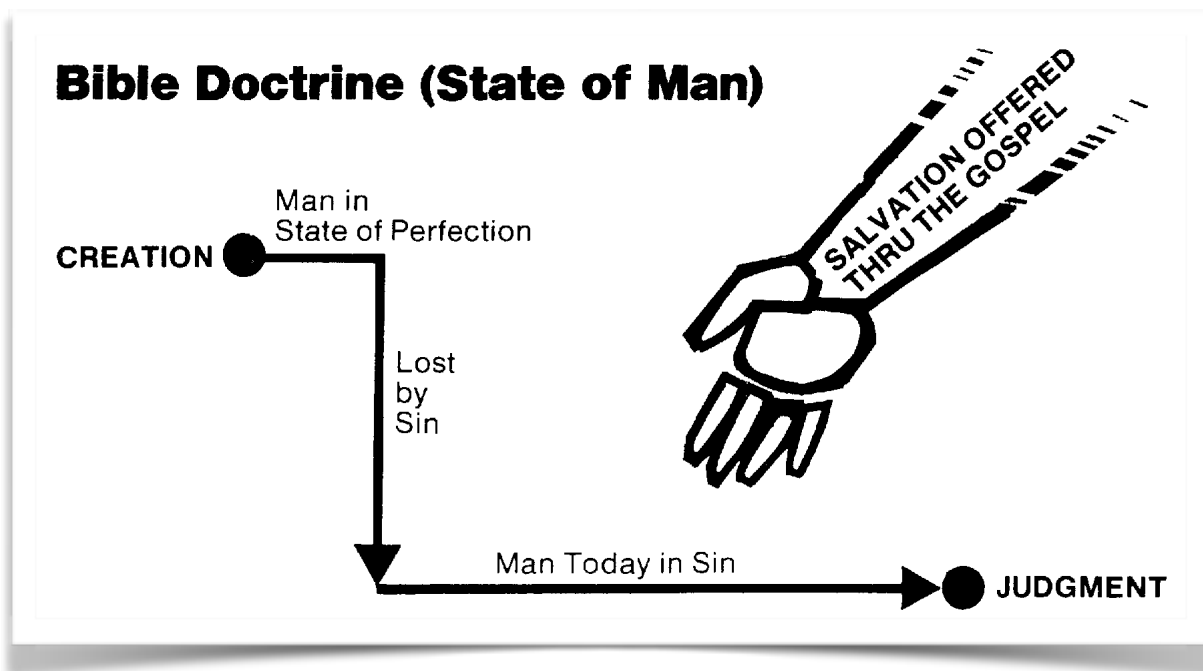 Bible Doctrine (State of Man)
SALVATION OFFERED
THRU THE GOSPEL
Man in
State of Perfection
CREATION
Lost
by
Sin
Man Today in Sin
JUDGMENT